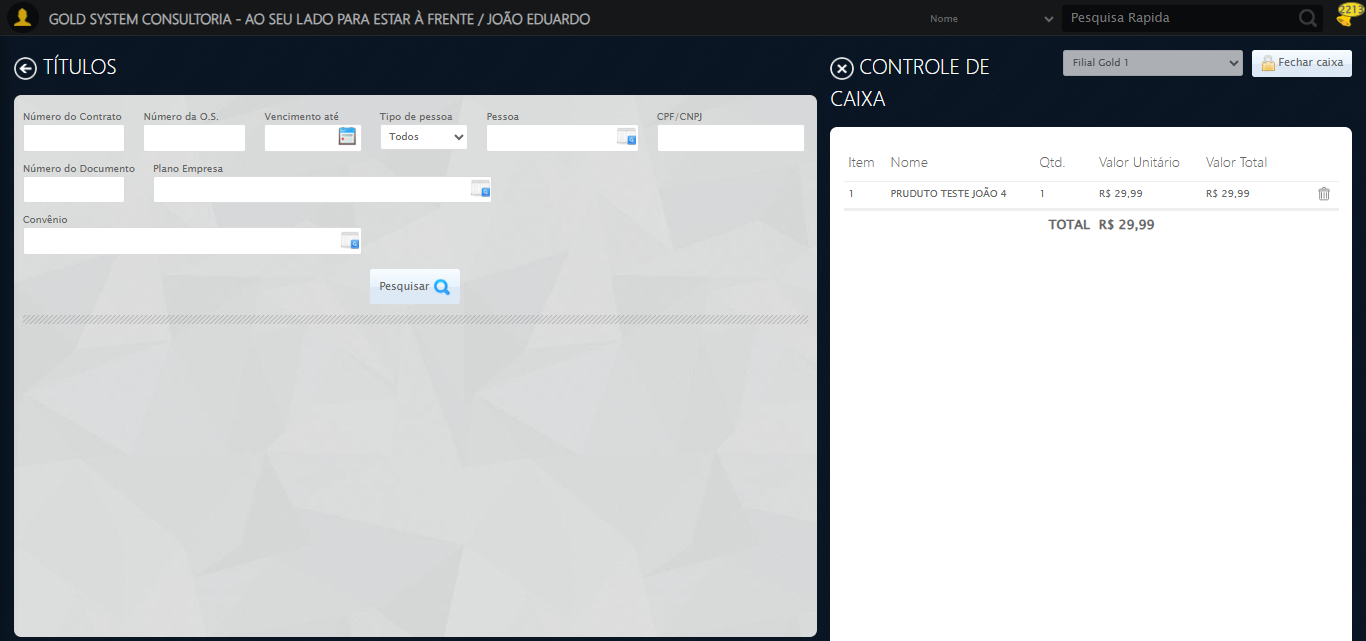 GOLD SYSTEM CONSULTORIA - AO SEU LADO PARA ESTAR À FRENTE / JOÃO EDUARDO
Nome
Pesquisa Rapida
2213
TÍTULOS
Número do Contrato
Número da O.S.
Vencimento até
Tipo de pessoa
Pessoa
CPF/CNPJ
Todos
Número do Documento
Plano Empresa
Convênio
Pesquisar
CONTROLE DE
CAIXA
Filial Gold 1
Fechar caixa
Item Nome Qtd. Valor Unitário Valor Total
1 PRUDUTO TESTE JOÃO 4 1 R$ 29,99 R$ 29,99
TOTAL R$ 29,99